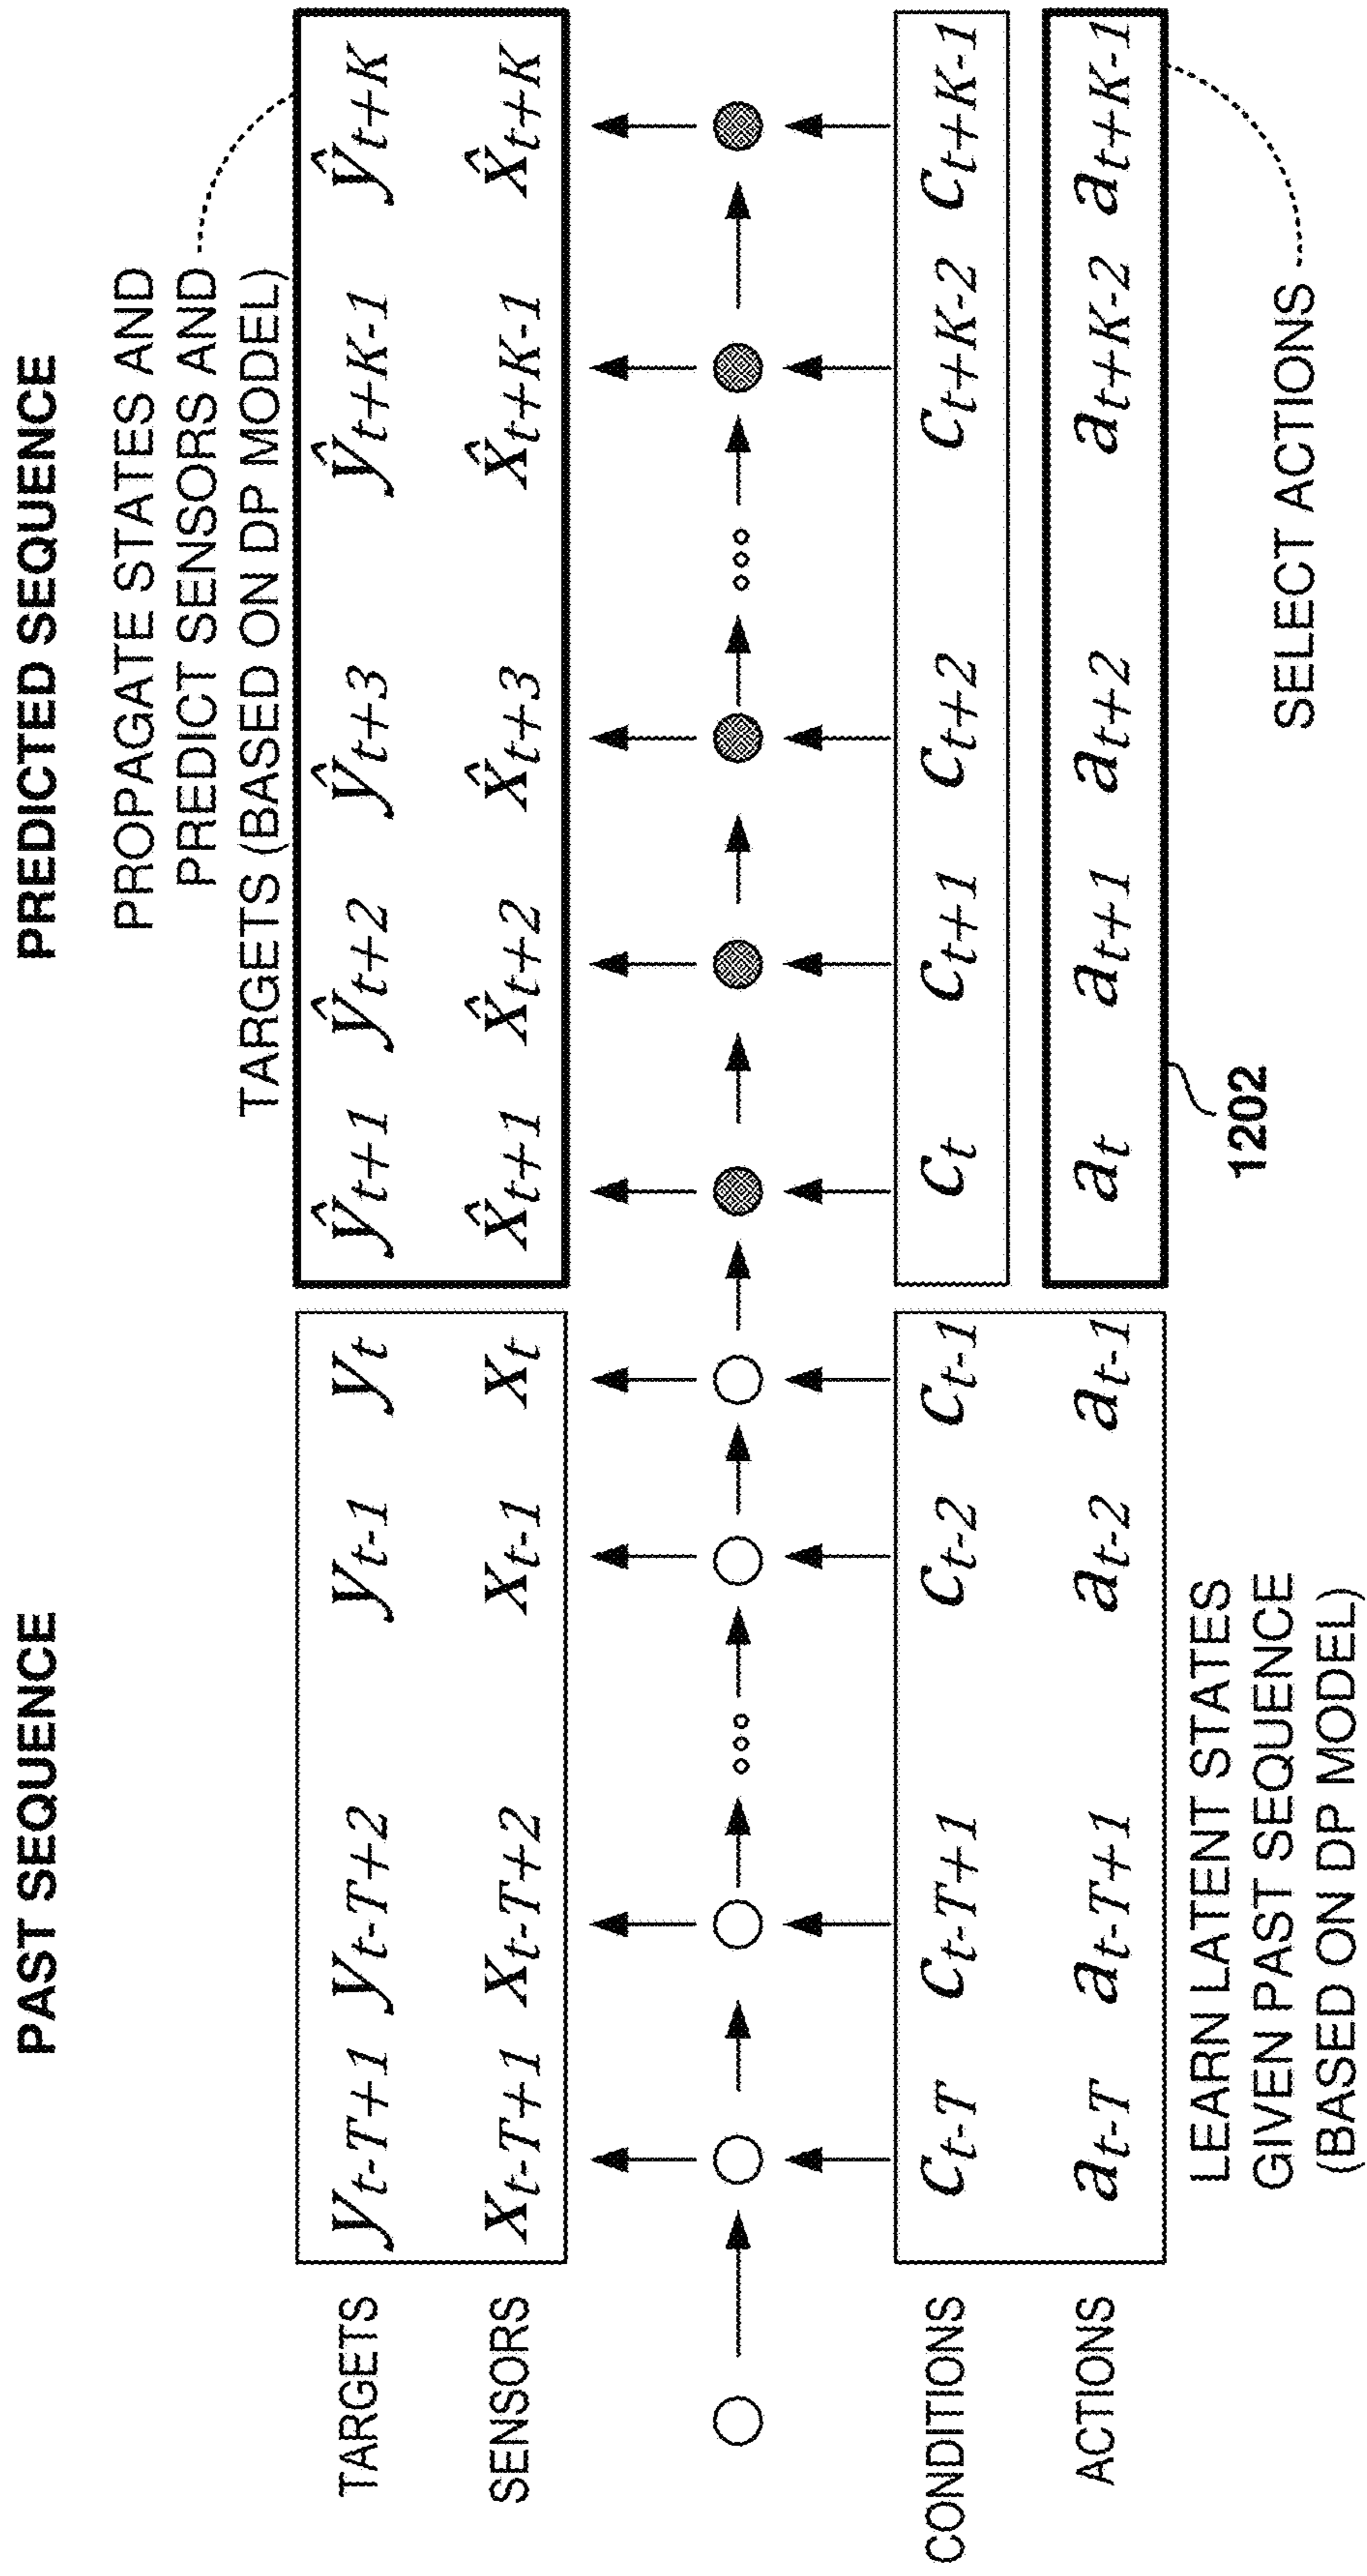 PAST SEQUENCE
PREDICTED SEQUENCE
PROPAGATE STATES AND
PREDICT SENSORS AND
TARGETS (BASED ON DP MODEL)
TARGETS
y_{t-T+1} y_{t-T+2} y_{t-1} y_t ŷ_{t+1} ŷ_{t+2} ŷ_{t+3} ŷ_{t+K-1} ŷ_{t+K}
SENSORS
x_{t-T+1} x_{t-T+2} x_{t-1} x_t x̂_{t+1} x̂_{t+2} x̂_{t+3} x̂_{t+K-1} x̂_{t+K}
CONDITIONS
c_{t-T} c_{t-T+1} c_{t-2} c_{t-1} c_t c_{t+1} c_{t+2} c_{t+K-2} c_{t+K-1}
ACTIONS
a_{t-T} a_{t-T+1} a_{t-2} a_{t-1} a_t a_{t+1} a_{t+2} a_{t+K-2} a_{t+K-1}
LEARN LATENT STATES
GIVEN PAST SEQUENCE
(BASED ON DP MODEL)
1202
SELECT ACTIONS